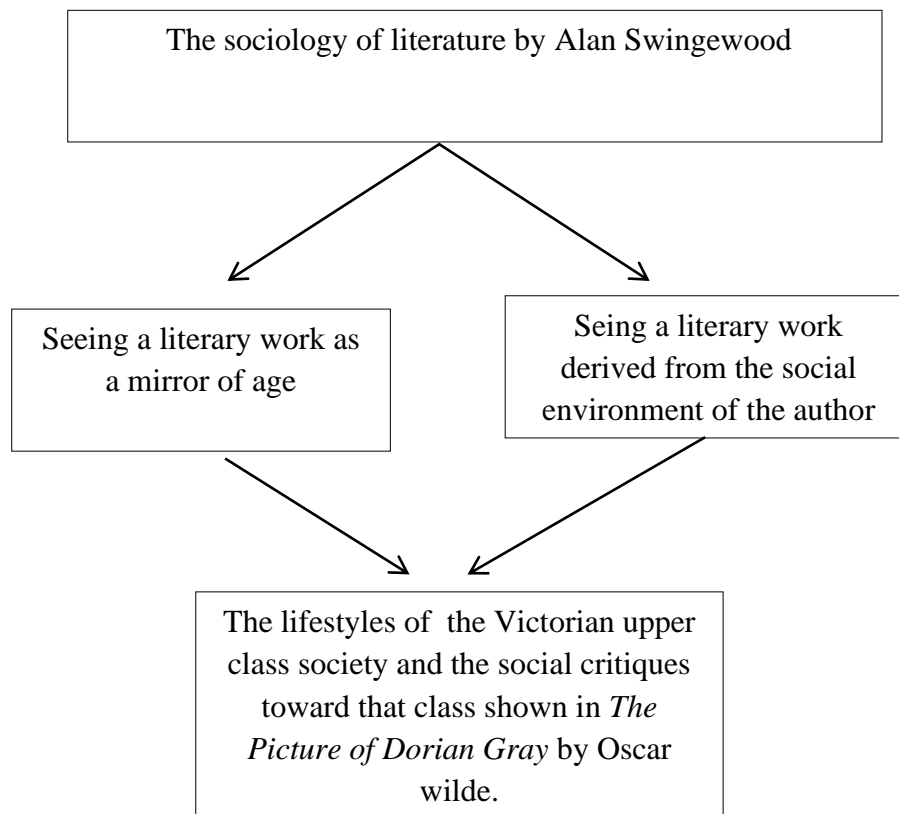 The sociology of literature by Alan Swingewood
Seeing a literary work as
a mirror of age
Seing a literary work
derived from the social
environment of the author
The lifestyles of the Victorian upper
class society and the social critiques
toward that class shown in The
Picture of Dorian Gray by Oscar
wilde.